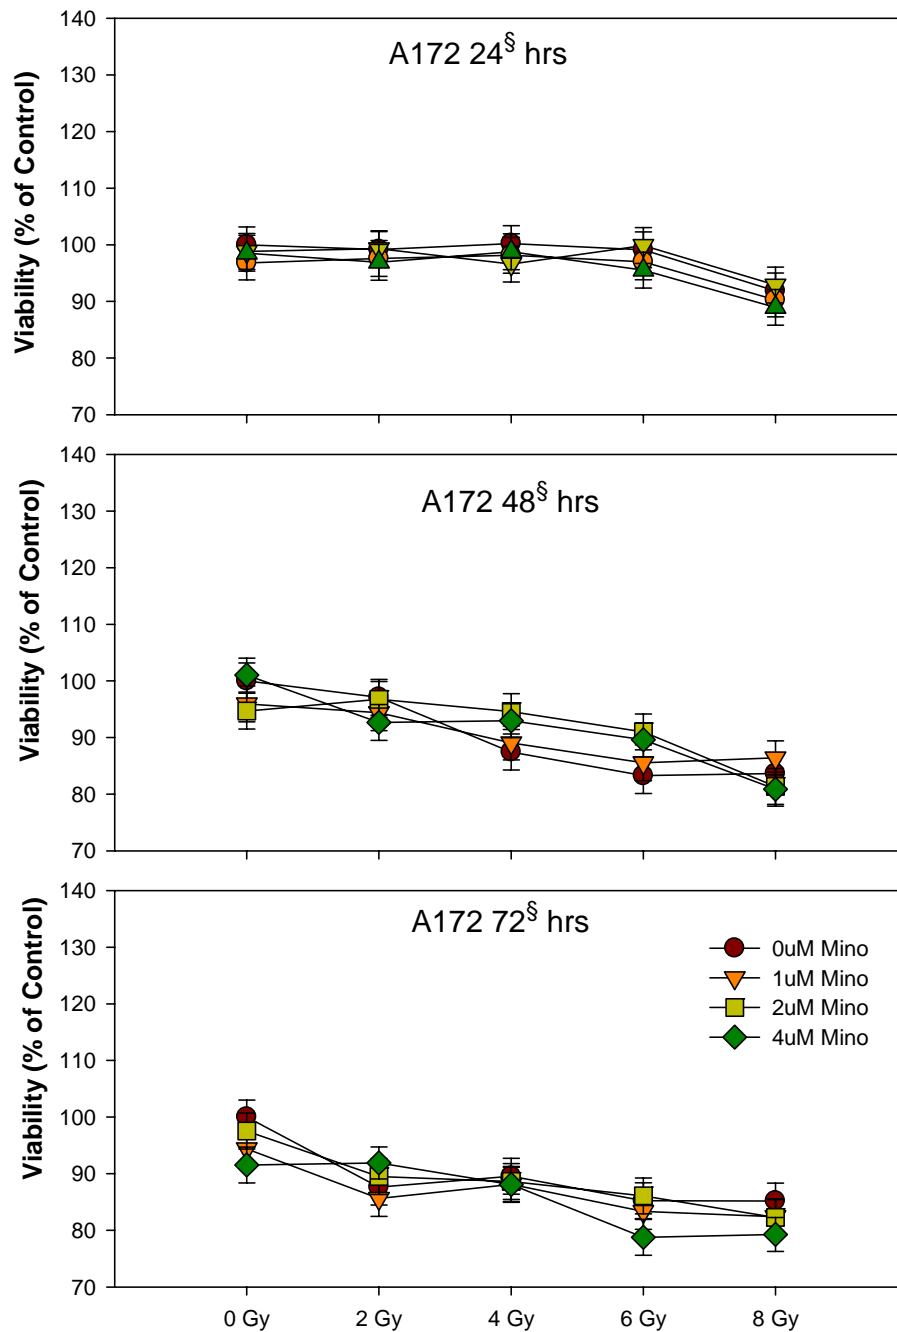 A172 24§ hrs
Viability (% of Control)
140
130
120
110
100
90
80
70
A172 48§ hrs
Viability (% of Control)
140
130
120
110
100
90
80
70
A172 72§ hrs
Viability (% of Control)
140
130
120
110
100
90
80
70
0uM Mino
1uM Mino
2uM Mino
4uM Mino
0 Gy 2 Gy 4 Gy 6 Gy 8 Gy